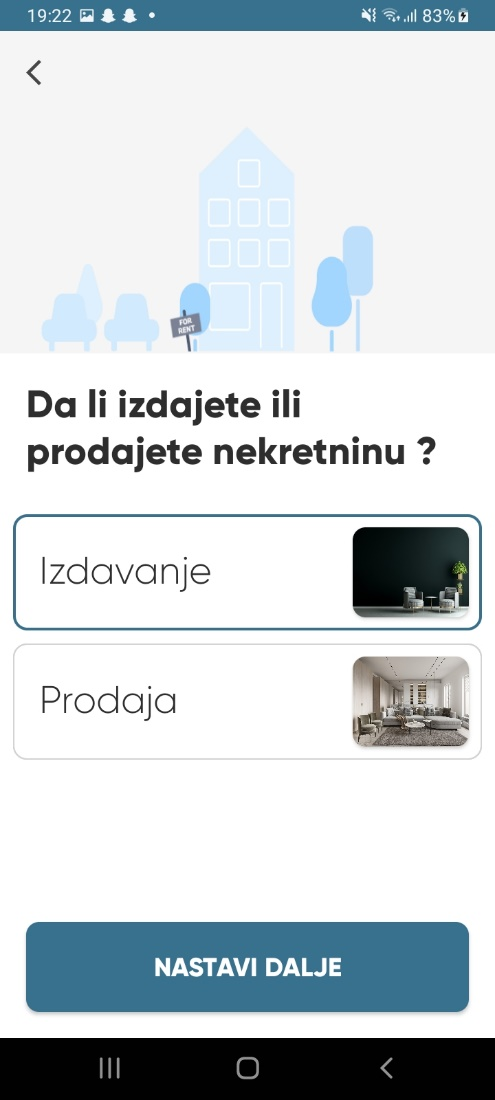 19:22
83%
FOR
RENT
Da li izdajete ili
prodajete nekretninu ?
Izdavanje
Prodaja
NASTAVI DALJE